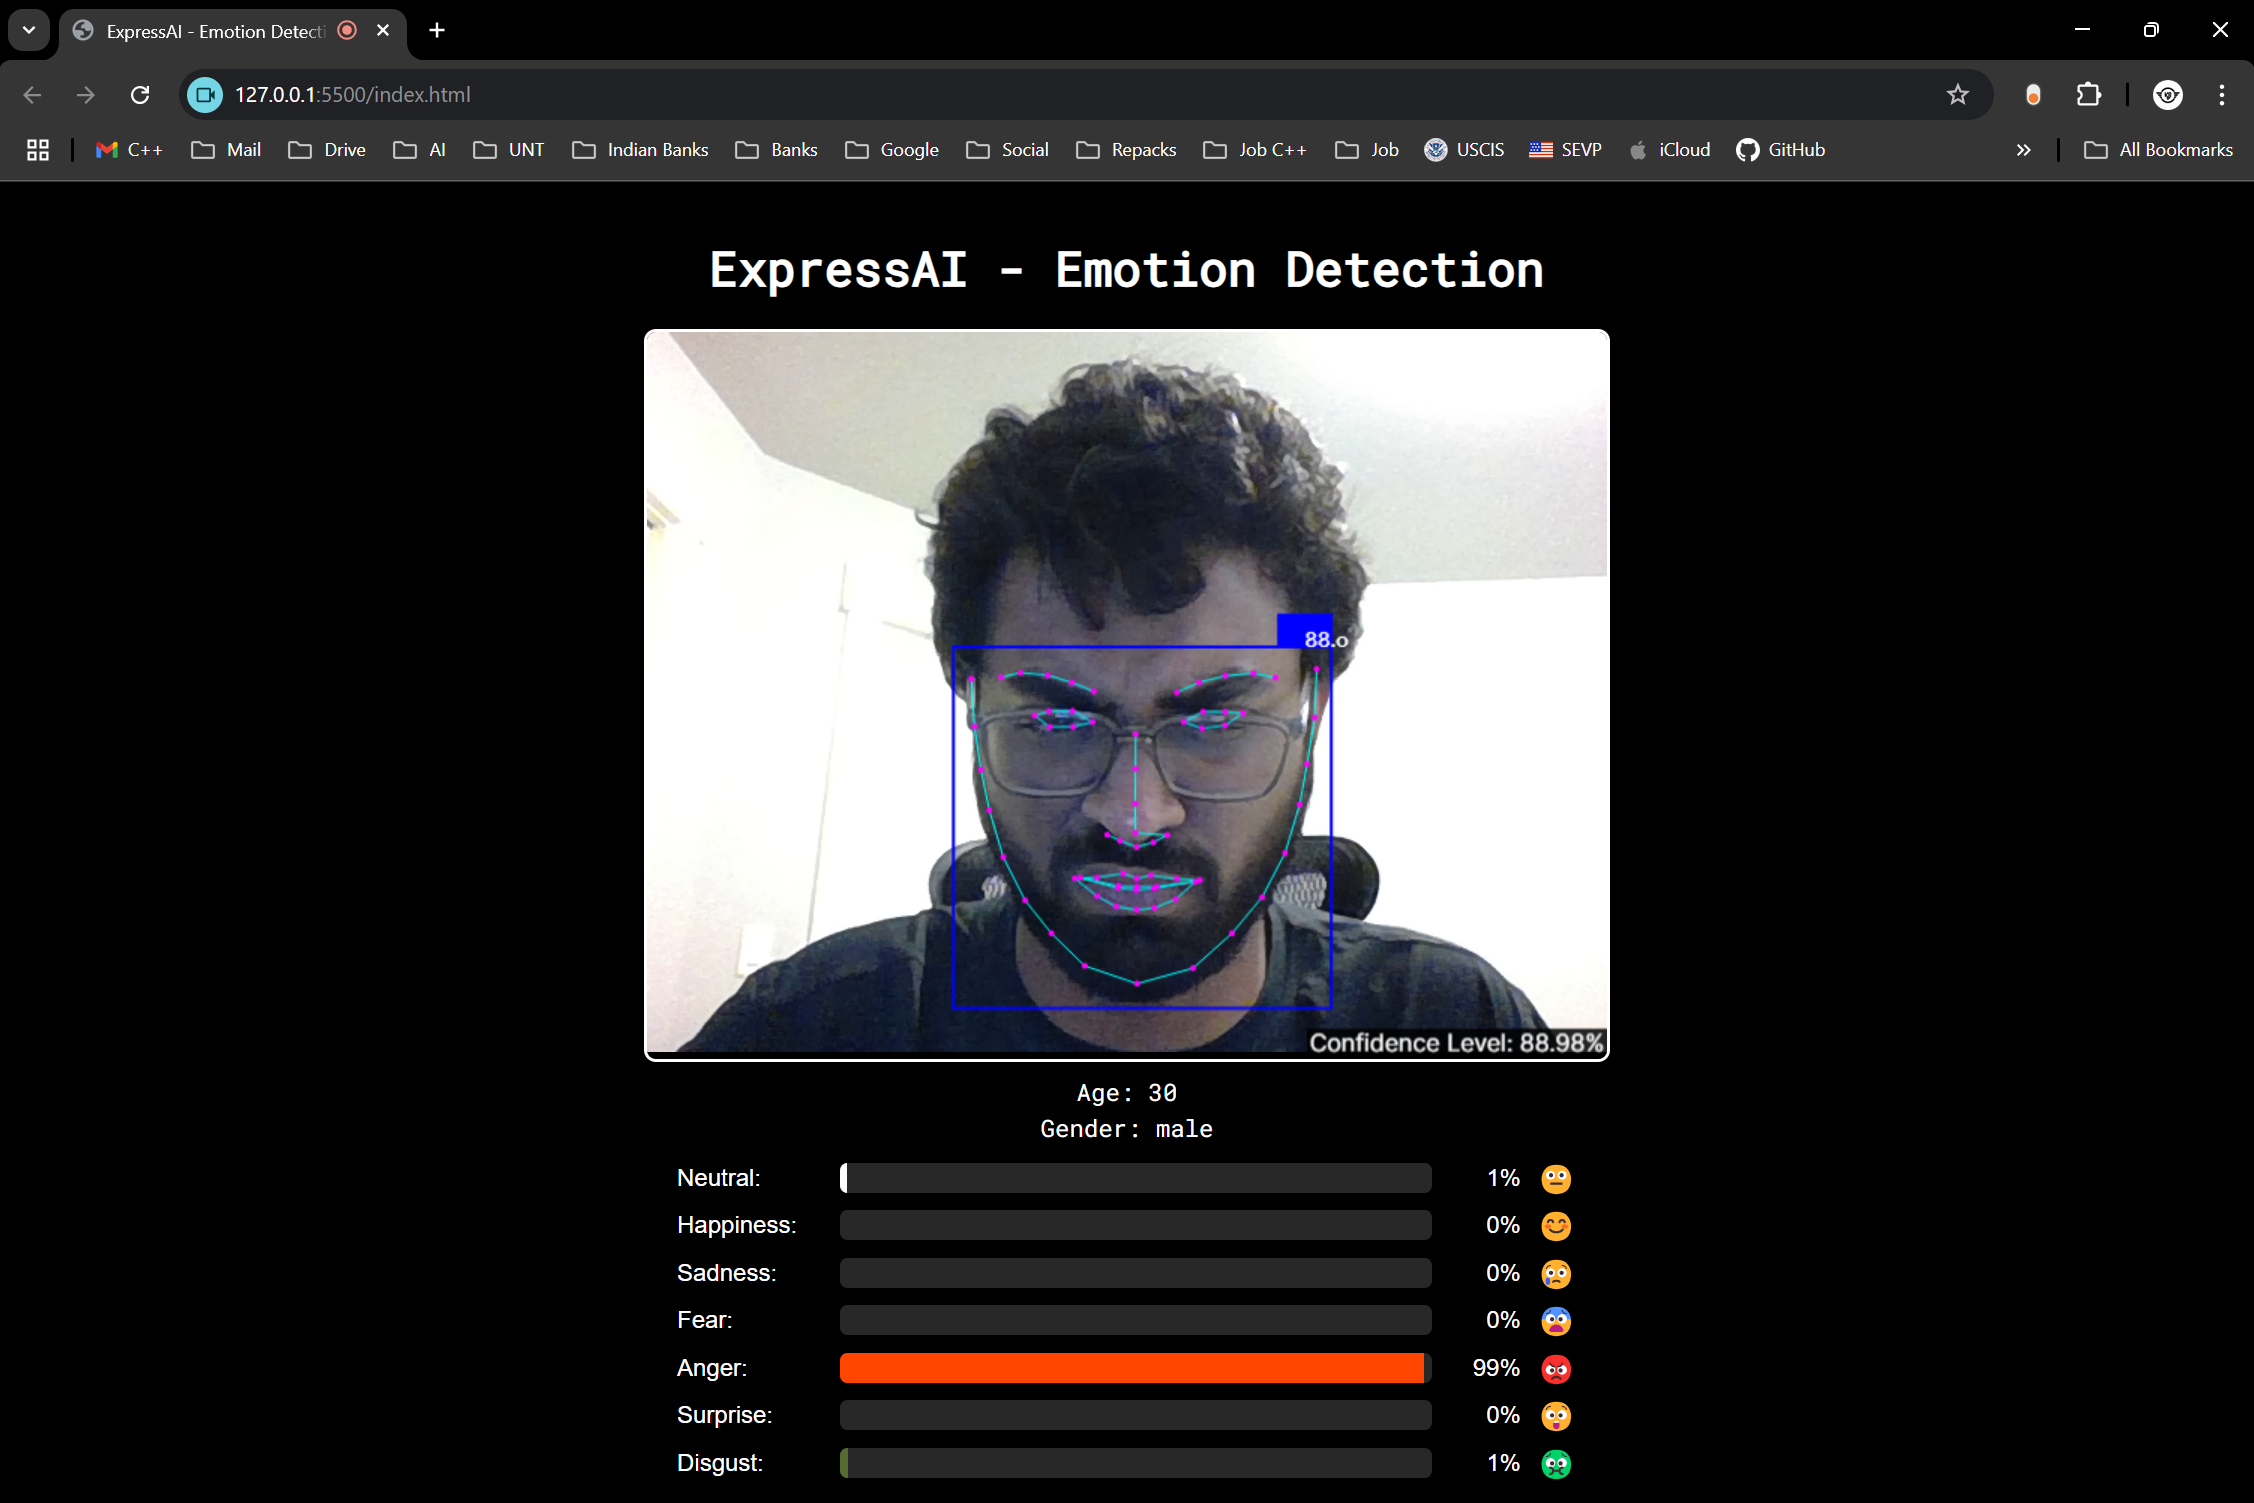 ExpressAI - Emotion Detecti
127.0.0.1:5500/index.html
C++ Mail Drive AI UNT Indian Banks Banks Google Social Repacks Job C++ Job USCIS SEVP iCloud GitHub » All Bookmarks
ExpressAI - Emotion Detection
88.o
Confidence Level: 88.98%
Age: 30
Gender: male
Neutral: 1%
Happiness: 0%
Sadness: 0%
Fear: 0%
Anger: 99%
Surprise: 0%
Disgust: 1%